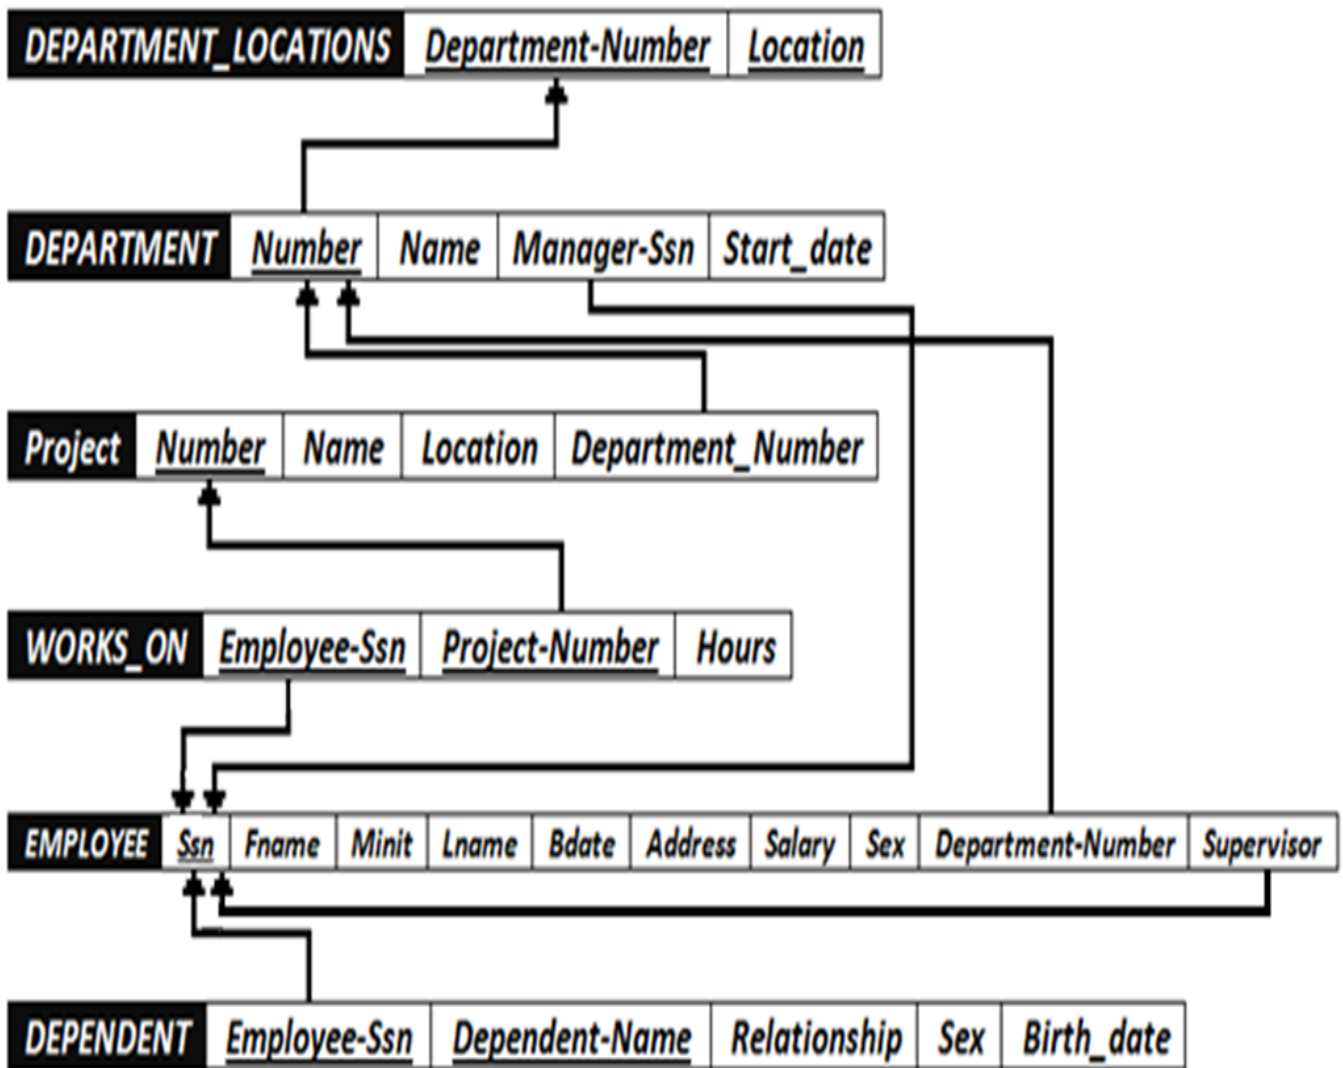 DEPARTMENT_LOCATIONS Department-Number Location
DEPARTMENT Number Name Manager-Ssn Start_date
Project Number Name Location Department_Number
WORKS_ON Employee-Ssn Project-Number Hours
EMPLOYEE Ssn Fname Minit Lname Bdate Address Salary Sex Department-Number Supervisor
DEPENDENT Employee-Ssn Dependent-Name Relationship Sex Birth_date